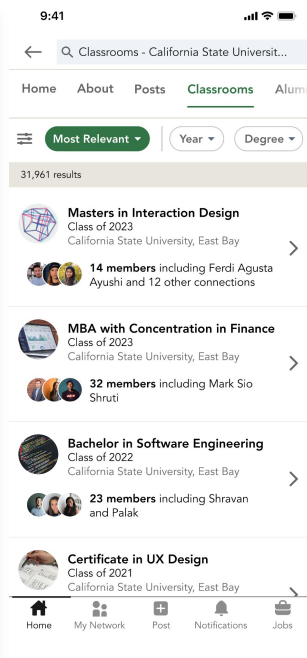 9:41
Classrooms - California State Universit...
Home About Posts Classrooms Alum
Most Relevant Year Degree
31,961 results
Masters in Interaction Design
Class of 2023
California State University, East Bay
14 members including Ferdi Agusta
Ayushi and 12 other connections
MBA with Concentration in Finance
Class of 2023
California State University, East Bay
32 members including Mark Sio
Shruti
Bachelor in Software Engineering
Class of 2022
California State University, East Bay
23 members including Shravan
and Palak
Certificate in UX Design
Class of 2021
California State University, East Bay
Home My Network Post Notifications Jobs